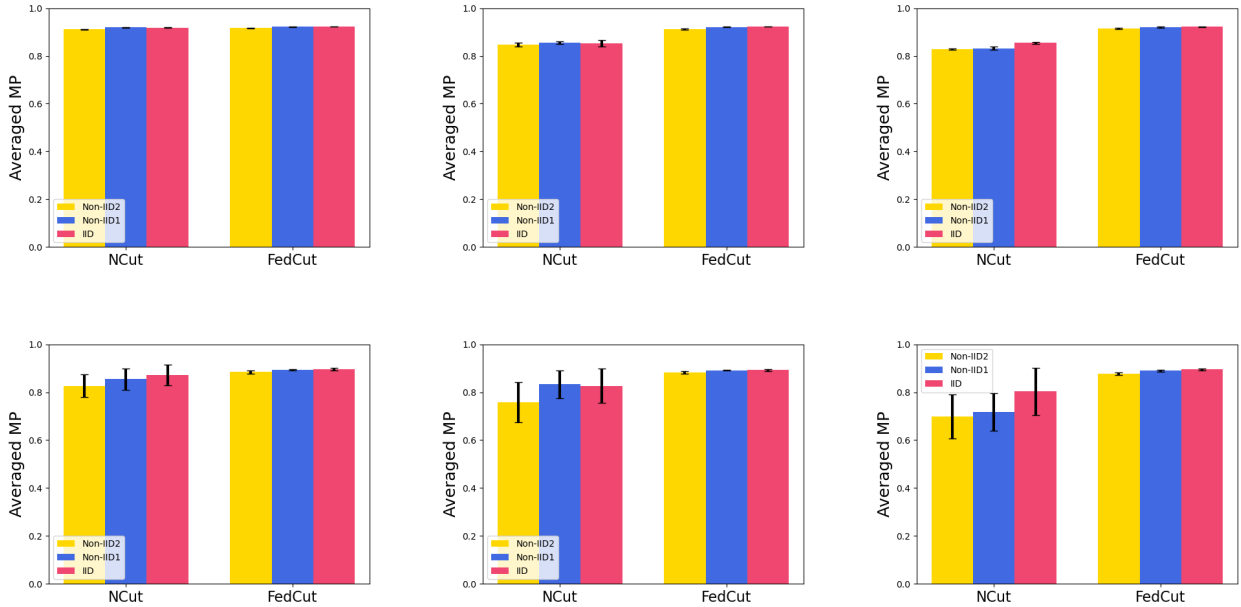 Averaged MP
1.0
0.8
0.6
0.4
0.2
0.0
Non-IID2
Non-IID1
IID
NCut FedCut
Averaged MP
1.0
0.8
0.6
0.4
0.2
0.0
Non-IID2
Non-IID1
IID
NCut FedCut
Averaged MP
1.0
0.8
0.6
0.4
0.2
0.0
Non-IID2
Non-IID1
IID
NCut FedCut
Averaged MP
1.0
0.8
0.6
0.4
0.2
0.0
Non-IID2
Non-IID1
IID
NCut FedCut
Averaged MP
1.0
0.8
0.6
0.4
0.2
0.0
Non-IID2
Non-IID1
IID
NCut FedCut
Averaged MP
1.0
0.8
0.6
0.4
0.2
0.0
Non-IID2
Non-IID1
IID
NCut FedCut